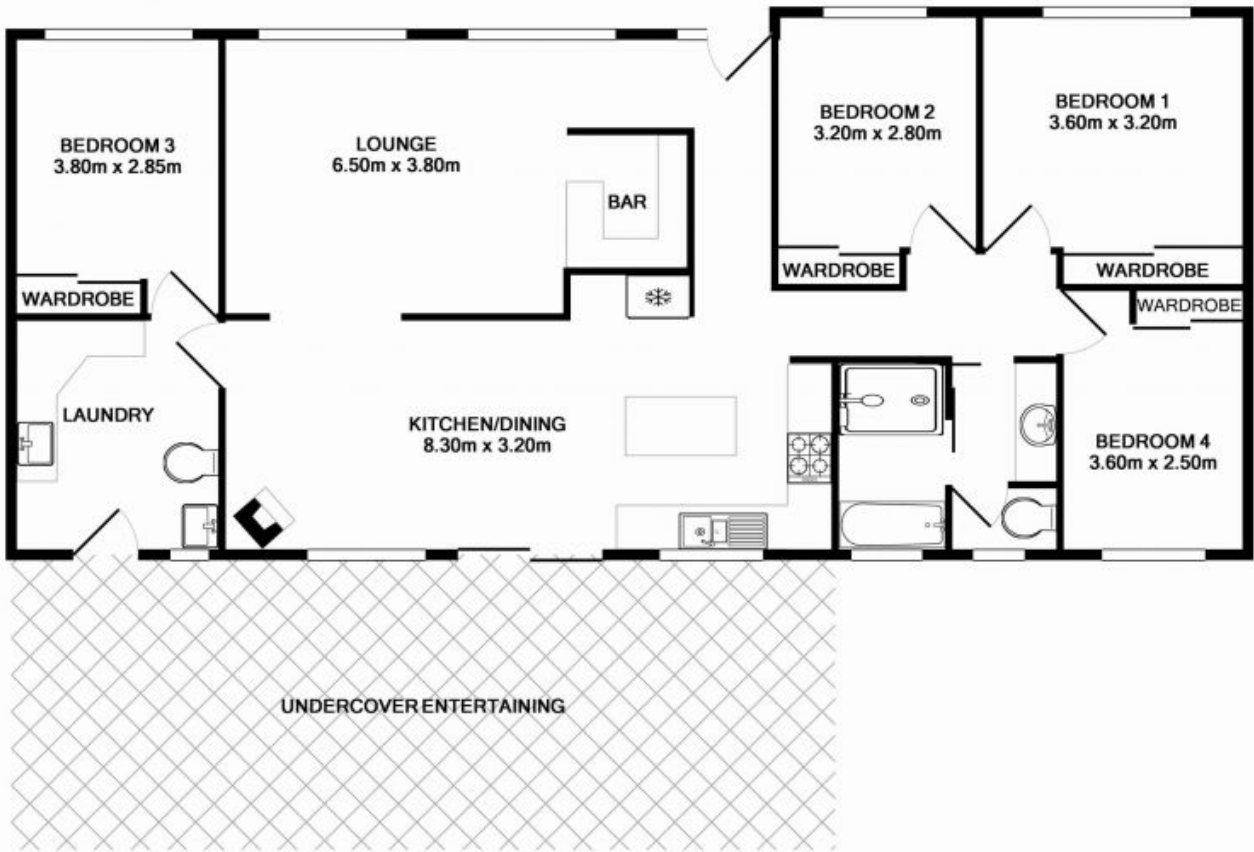 BEDROOM 3
3.80m x 2.85m
LOUNGE
6.50m x 3.80m
BAR
BEDROOM 2
3.20m x 2.80m
BEDROOM 1
3.60m x 3.20m
WARDROBE
WARDROBE
WARDROBE
WARDROBE
LAUNDRY
KITCHEN/DINING
8.30m x 3.20m
BEDROOM 4
3.60m x 2.50m
UNDERCOVER ENTERTAINING